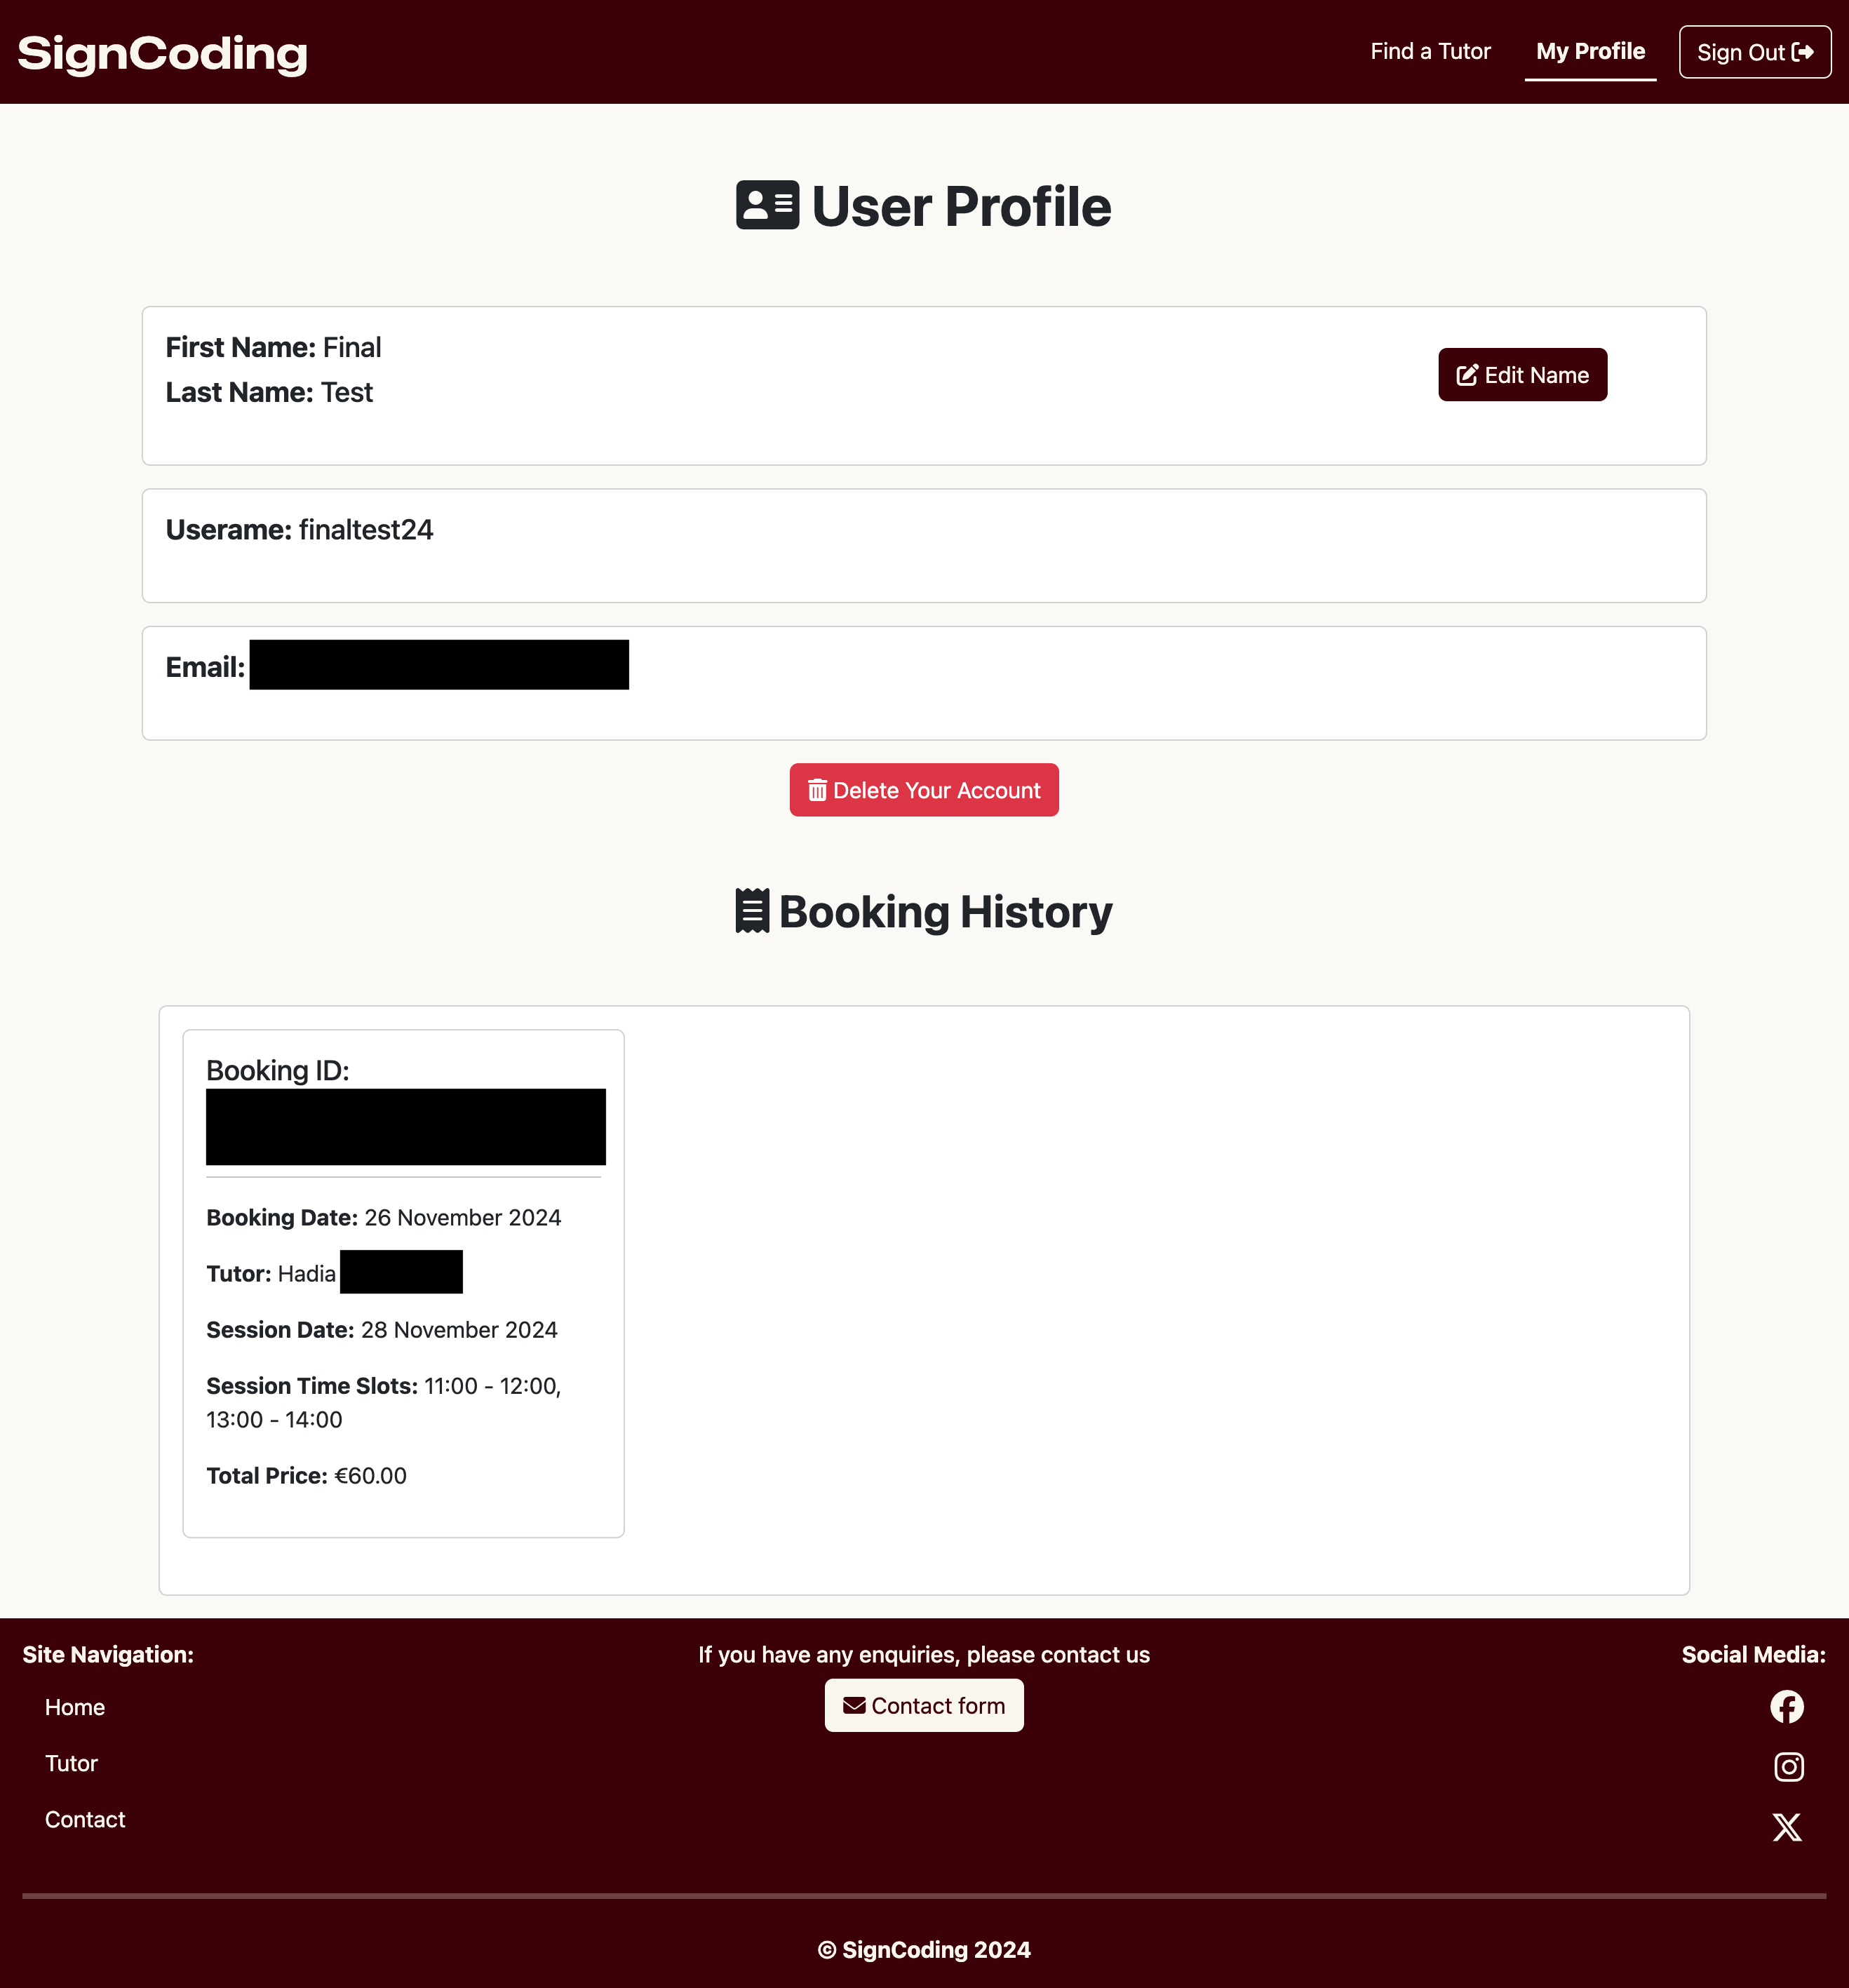 SignCoding
Find a Tutor
My Profile
Sign Out
User Profile
First Name: Final
Last Name: Test
Edit Name
Userame: finaltest24
Email:
Delete Your Account
Booking History
Booking ID:
Booking Date: 26 November 2024
Tutor: Hadia
Session Date: 28 November 2024
Session Time Slots: 11:00 - 12:00,
13:00 - 14:00
Total Price: €60.00
Site Navigation:
Home
Tutor
Contact
If you have any enquiries, please contact us
Contact form
Social Media:
© SignCoding 2024